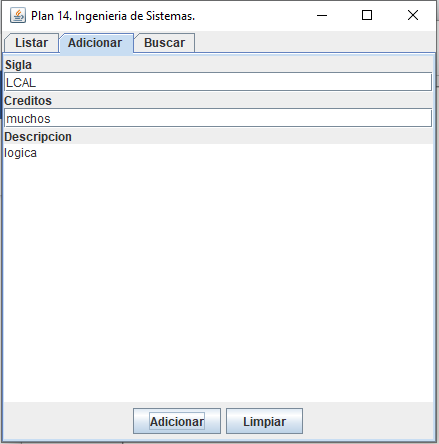 Plan 14. Ingenieria de Sistemas.
Listar Adicionar Buscar
Sigla
LCAL
Creditos
muchos
Descripcion
logica
Adicionar Limpiar